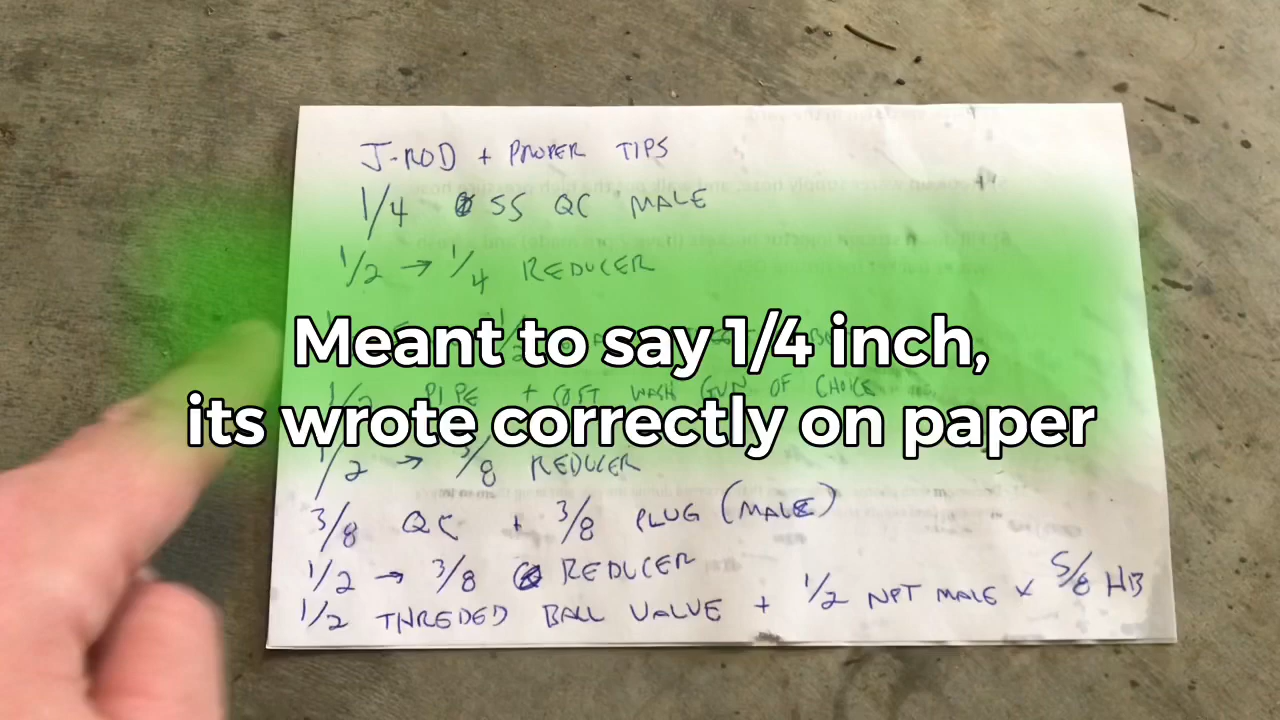 J-ROD + PROPER TIPS
1/4 SS QC MALE
1/2 → 1/4 REDUCER
Meant to say 1/4 inch,
1/2 PIPE + SOFT WASH GUN OF CHOICE
its wrote correctly on paper
1/2 → 3/8 REDUCER
3/8 QC + 3/8 PLUG (MALE)
1/2 → 3/8 REDUCER
1/2 THREDED BALL VALVE + 1/2 NPT MALE x 5/8 HB